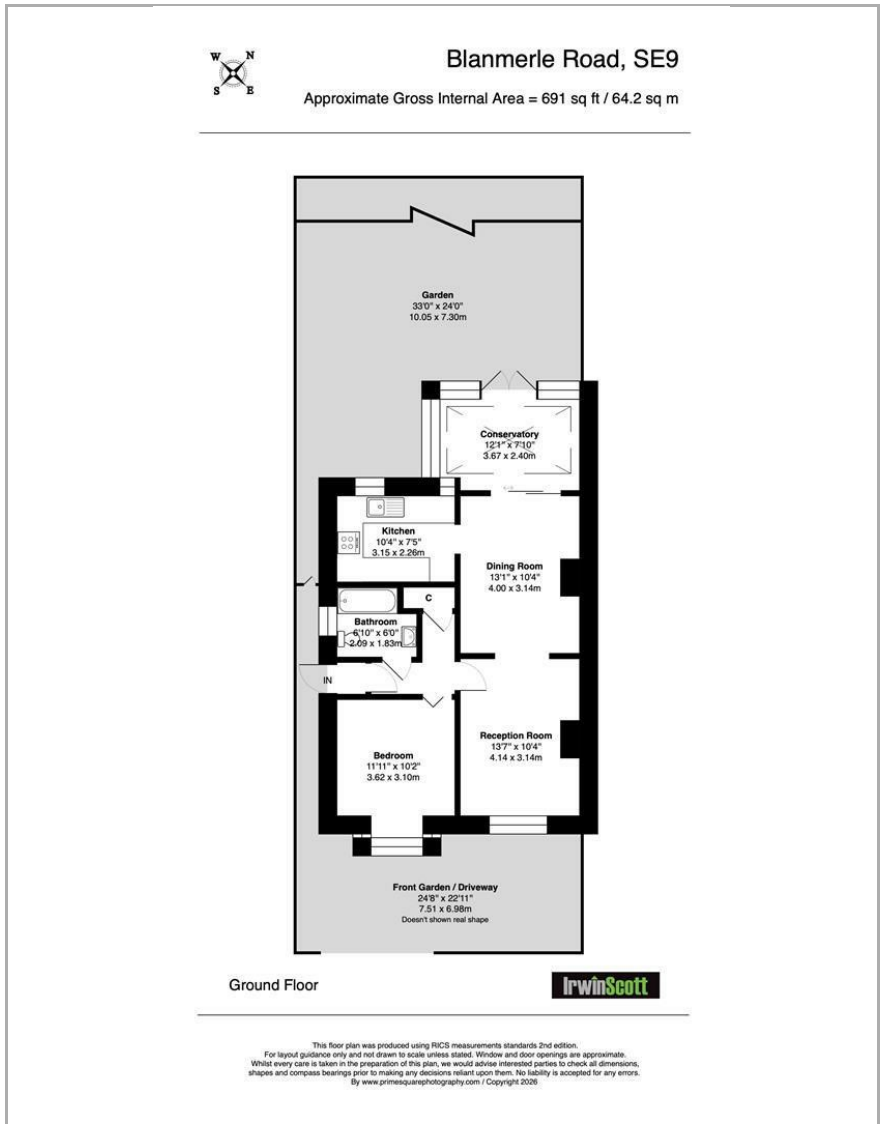 W N
S E
Blanmerle Road, SE9
Approximate Gross Internal Area = 691 sq ft / 64.2 sq m
Garden
33'0" x 24'0"
10.05 x 7.30m
Conservatory
12'1" x 7'10"
3.67 x 2.40m
Kitchen
10'4" x 7'5"
3.15 x 2.26m
Dining Room
13'1" x 10'4"
4.00 x 3.14m
C
Bathroom
6'10" x 6'0"
2.09 x 1.83m
IN
Reception Room
13'7" x 10'4"
4.14 x 3.14m
Bedroom
11'11" x 10'2"
3.62 x 3.10m
Front Garden / Driveway
24'8" x 22'11"
7.51 x 6.98m
Doesn't shown real shape
Ground Floor
IrwinScott
This floor plan was produced using RICS measurements standards 2nd edition.
For layout guidance only and not drawn to scale unless stated. Window and door openings are approximate.
Whilst every care is taken in the preparation of this plan, we would advise interested parties to check all dimensions,
shapes and compass bearings prior to making any decisions reliant upon them. No liability is accepted for any errors.
By www.primesquarephotography.com / Copyright 2026